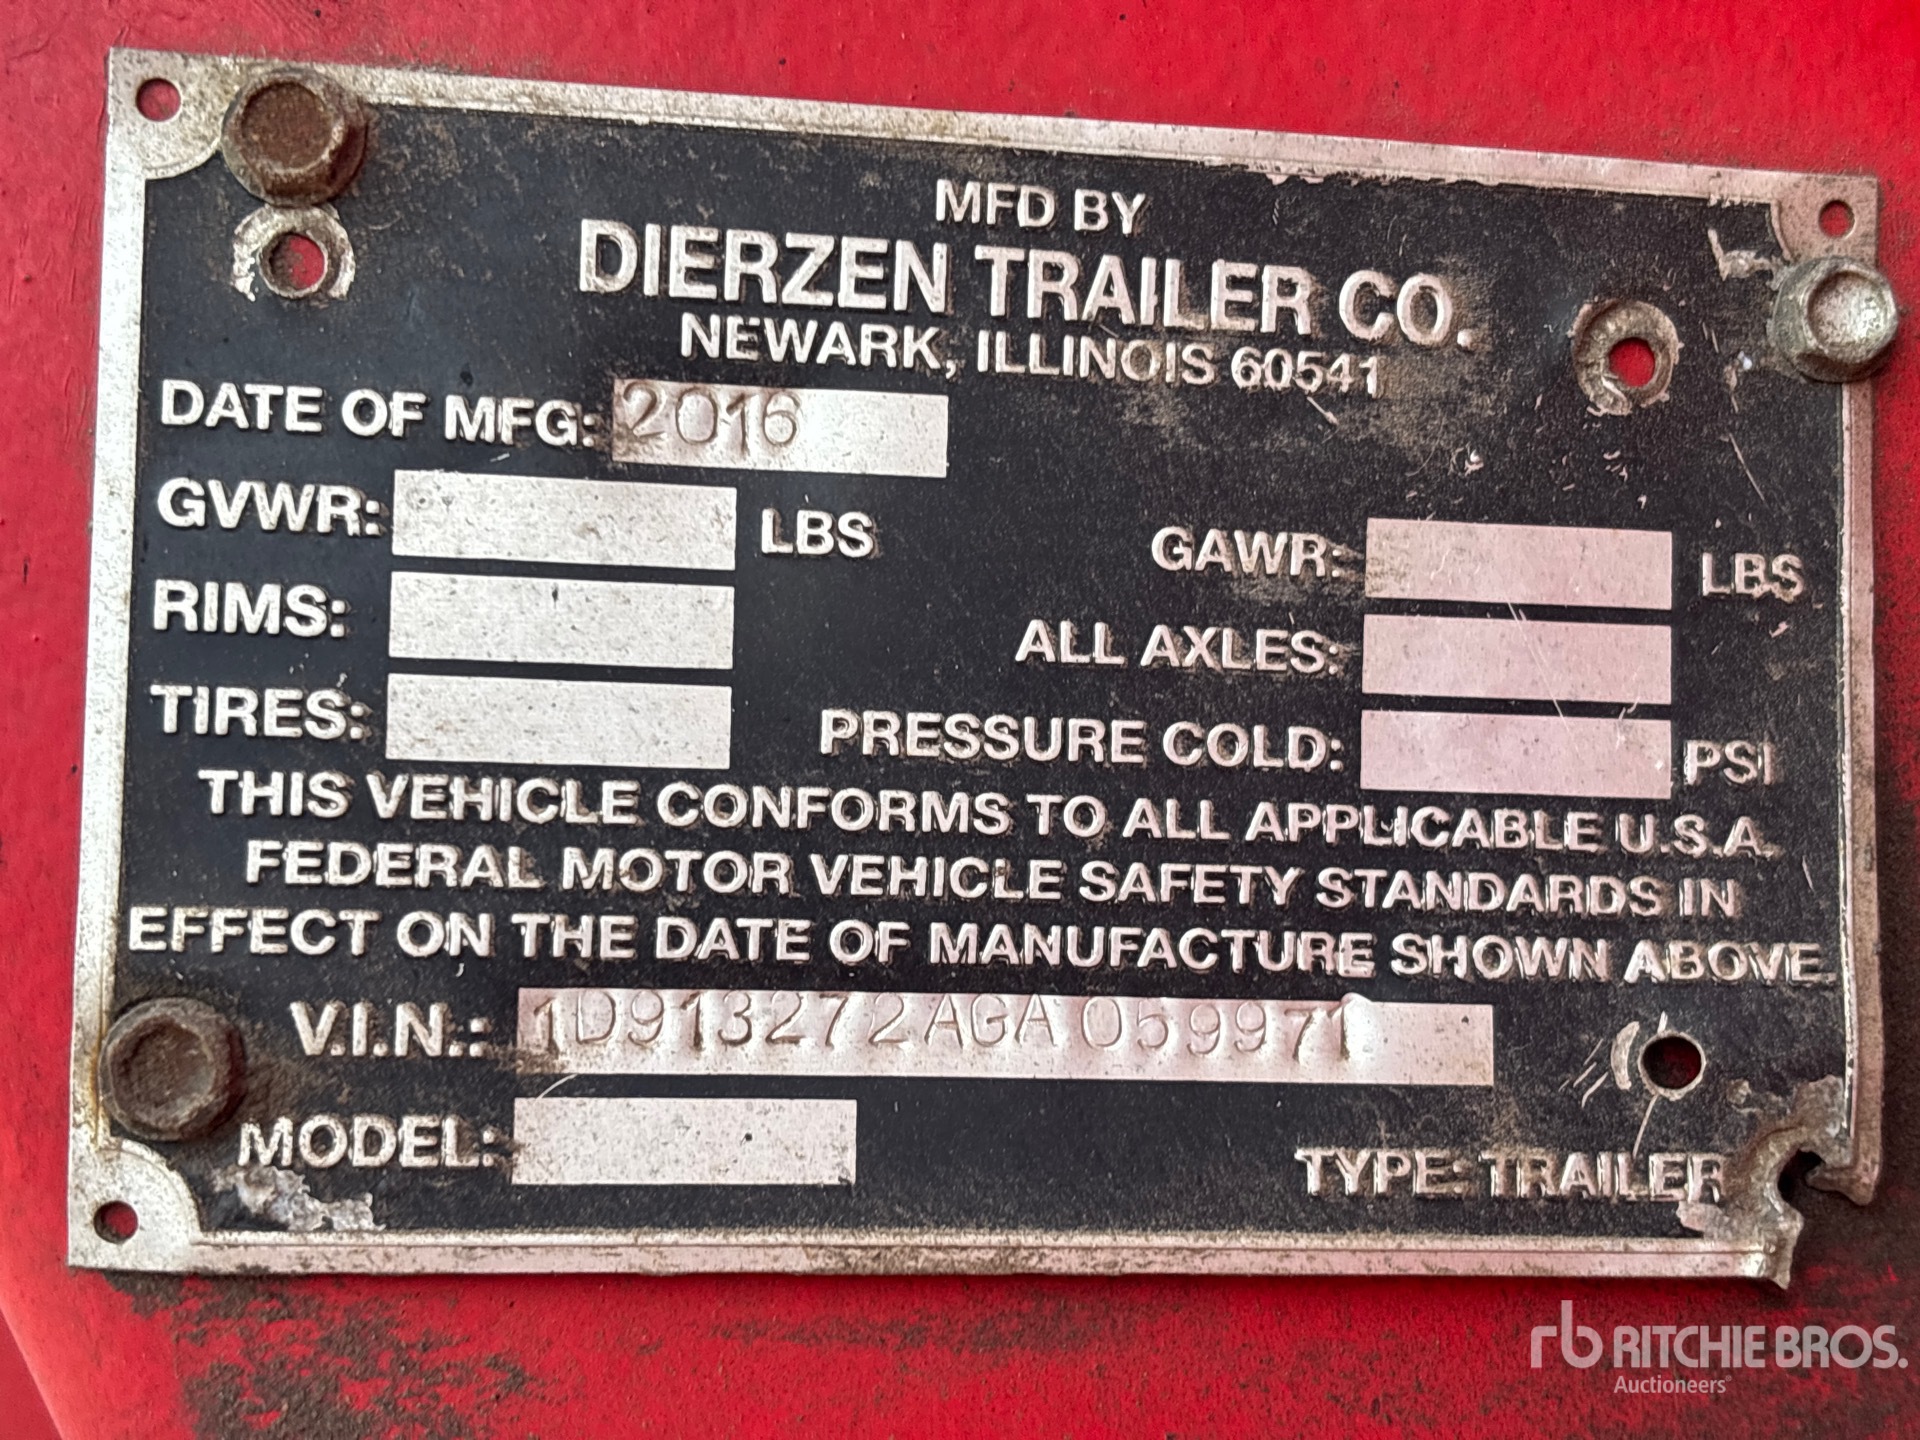 MFD BY
DIERZEN TRAILER CO.
NEWARK, ILLINOIS 60541
DATE OF MFG: 2016
GVWR: LBS GAWR: LBS
RIMS: ALL AXLES:
TIRES: PRESSURE COLD: PSI
THIS VEHICLE CONFORMS TO ALL APPLICABLE U.S.A.
FEDERAL MOTOR VEHICLE SAFETY STANDARDS IN
EFFECT ON THE DATE OF MANUFACTURE SHOWN ABOVE.
V.I.N.: 1D913272AGA059971
MODEL: TYPE: TRAILER
rb RITCHIE BROS.
Auctioneers